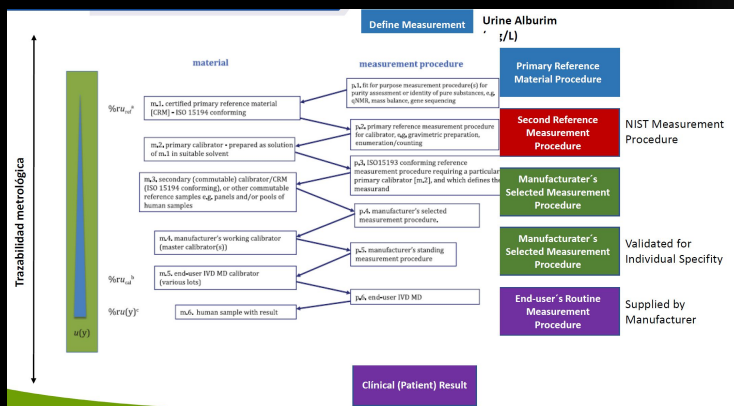 Define Measurement
Urine Alburim
g/L)
material
measurement procedure
Primary Reference
Material Procedure
p.1, fit for purpose measurement procedure(s) for
purity assessment or identity of pure substances, e.g.
qNMR, mass balance, gene sequencing
%ru ref a
m.1. certified primary reference material
[CRM] - ISO 15194 conforming
p.2, primary reference measurement procedure
for calibrator, e.g, gravimetric preparation,
enumeration/counting
Second Reference
Measurement
Procedure
NIST Measurement
Procedure
m.2. primary calibrator - prepared as solution
of m.1 in suitable solvent
p.3, ISO15193 conforming reference
measurement procedure requiring a particula
primary calibrator [m.2], and which defines the
measurand
m.3, secondary (commutable) calibrator/CRM
(ISO 15194 conforming), or other commutable
reference samples e.g. panels and/or pools of
human samples
Manufacturater´s
Selected Measurement
Procedure
p.4. manufacturer's selected
measurement procedure.
m.4. manufacturer's working calibrator
(master calibrator(s))
p.5. manufacturer's standing
measurement procedure
Manufacturater´s
Selected Measurement
Procedure
Validated for
Individual Specifity
%ru cal b
m.5. end-user IVD MD calibrator
(various lots)
p.6. end-user IVD MD
%ru(y)c
m.6. human sample with result
End-user´s Routine
Measurement
Procedure
Supplied by
Manufacturer
u(y)
Trazabilidad metrológica
Clinical (Patient) Result